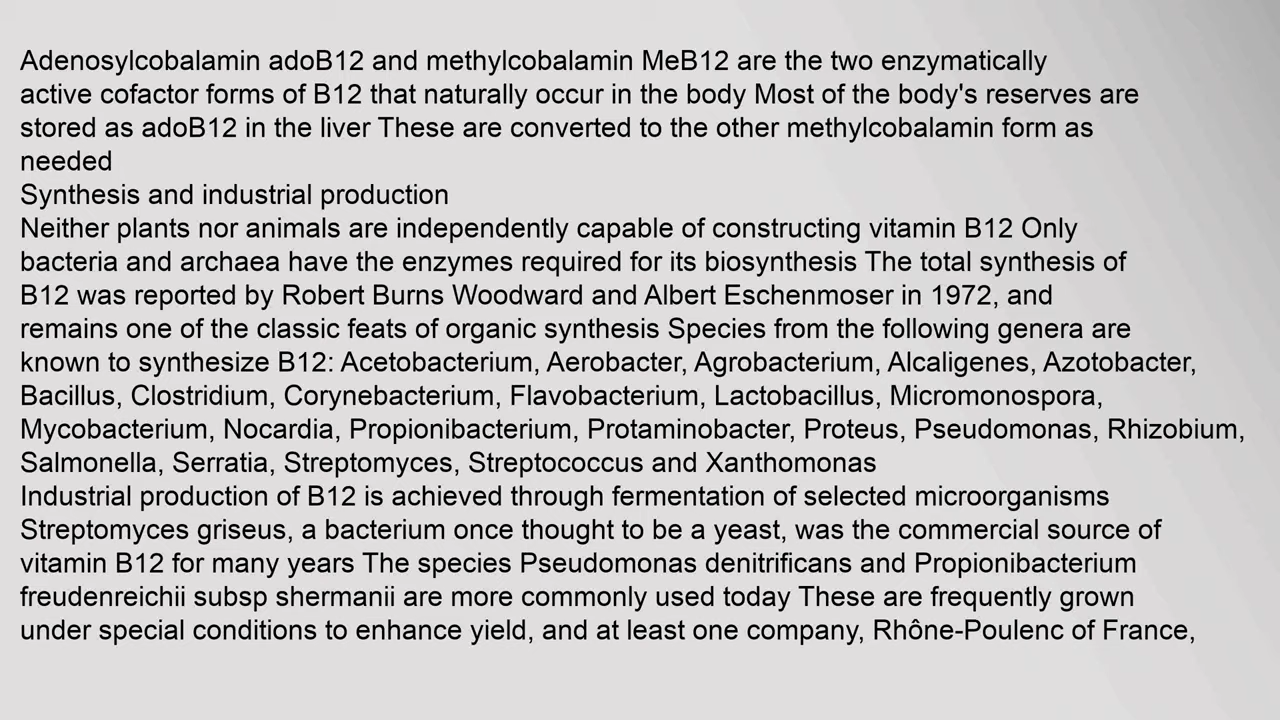 Adenosylcobalamin adoB12 and methylcobalamin MeB12 are the two enzymatically
active cofactor forms of B12 that naturally occur in the body Most of the body's reserves are
stored as adoB12 in the liver These are converted to the other methylcobalamin form as
needed
Synthesis and industrial production
Neither plants nor animals are independently capable of constructing vitamin B12 Only
bacteria and archaea have the enzymes required for its biosynthesis The total synthesis of
B12 was reported by Robert Burns Woodward and Albert Eschenmoser in 1972, and
remains one of the classic feats of organic synthesis Species from the following genera are
known to synthesize B12: Acetobacterium, Aerobacter, Agrobacterium, Alcaligenes, Azotobacter,
Bacillus, Clostridium, Corynebacterium, Flavobacterium, Lactobacillus, Micromonospora,
Mycobacterium, Nocardia, Propionibacterium, Protaminobacter, Proteus, Pseudomonas, Rhizobium,
Salmonella, Serratia, Streptomyces, Streptococcus and Xanthomonas
Industrial production of B12 is achieved through fermentation of selected microorganisms
Streptomyces griseus, a bacterium once thought to be a yeast, was the commercial source of
vitamin B12 for many years The species Pseudomonas denitrificans and Propionibacterium
freudenreichii subsp shermanii are more commonly used today These are frequently grown
under special conditions to enhance yield, and at least one company, Rhône-Poulenc of France,